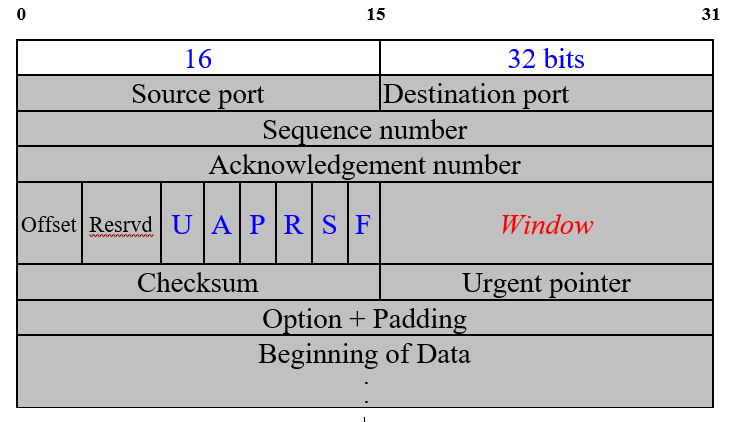 0 15 31
16 32 bits
Source port Destination port
Sequence number
Acknowledgement number
Offset Resrvd U A P R S F Window
Checksum Urgent pointer
Option + Padding
Beginning of Data
.
.